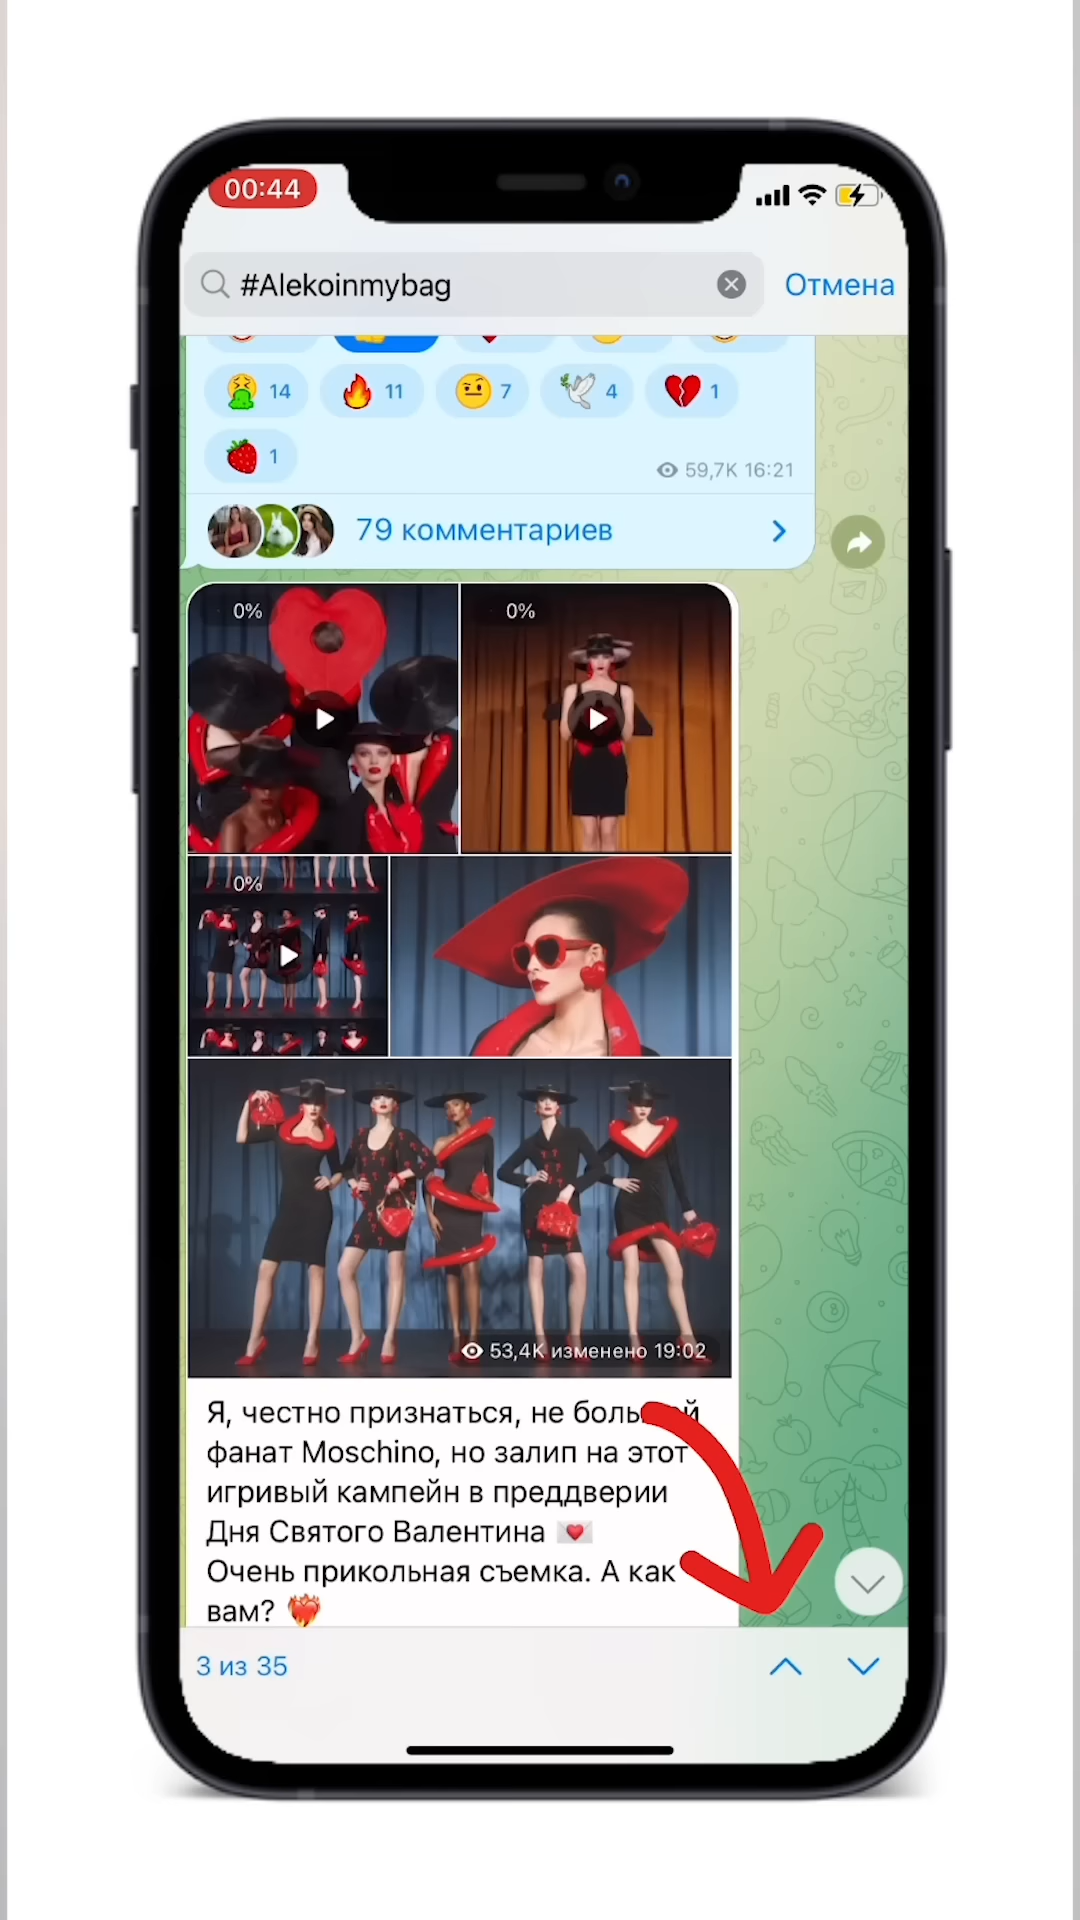 00:44
#Alekoinmybag
Отмена
14
11
7
4
1
1
59,7K 16:21
79 комментариев
0%
0%
0%
53,4K изменено 19:02
Я, честно признаться, не
фанат Moschino, но залип на этот
игривый кампейн в преддверии
Дня Святого Валентина
Очень прикольная съемка. А как
вам?
3 из 35